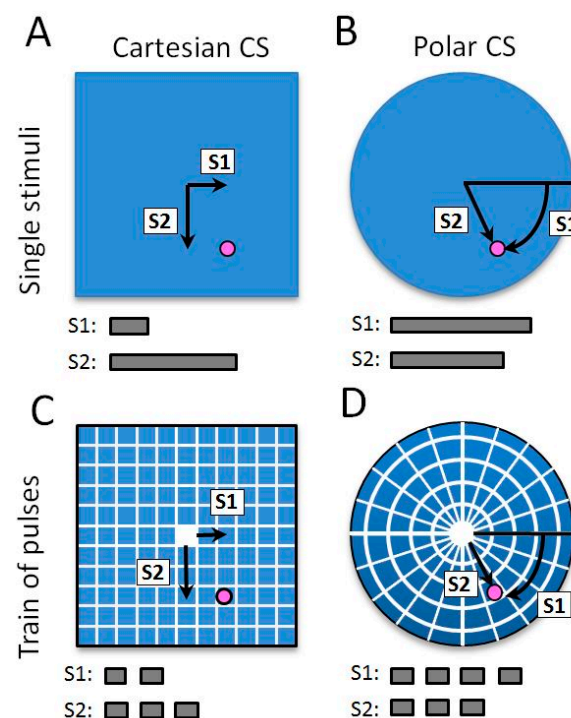 A
Cartesian CS
B
Polar CS
Single stimuli
S1
S2
S2
S1
S1:
S2:
S1:
S2:
C
D
Train of pulses
S1
S2
S2
S1
S1:
S2:
S1:
S2: